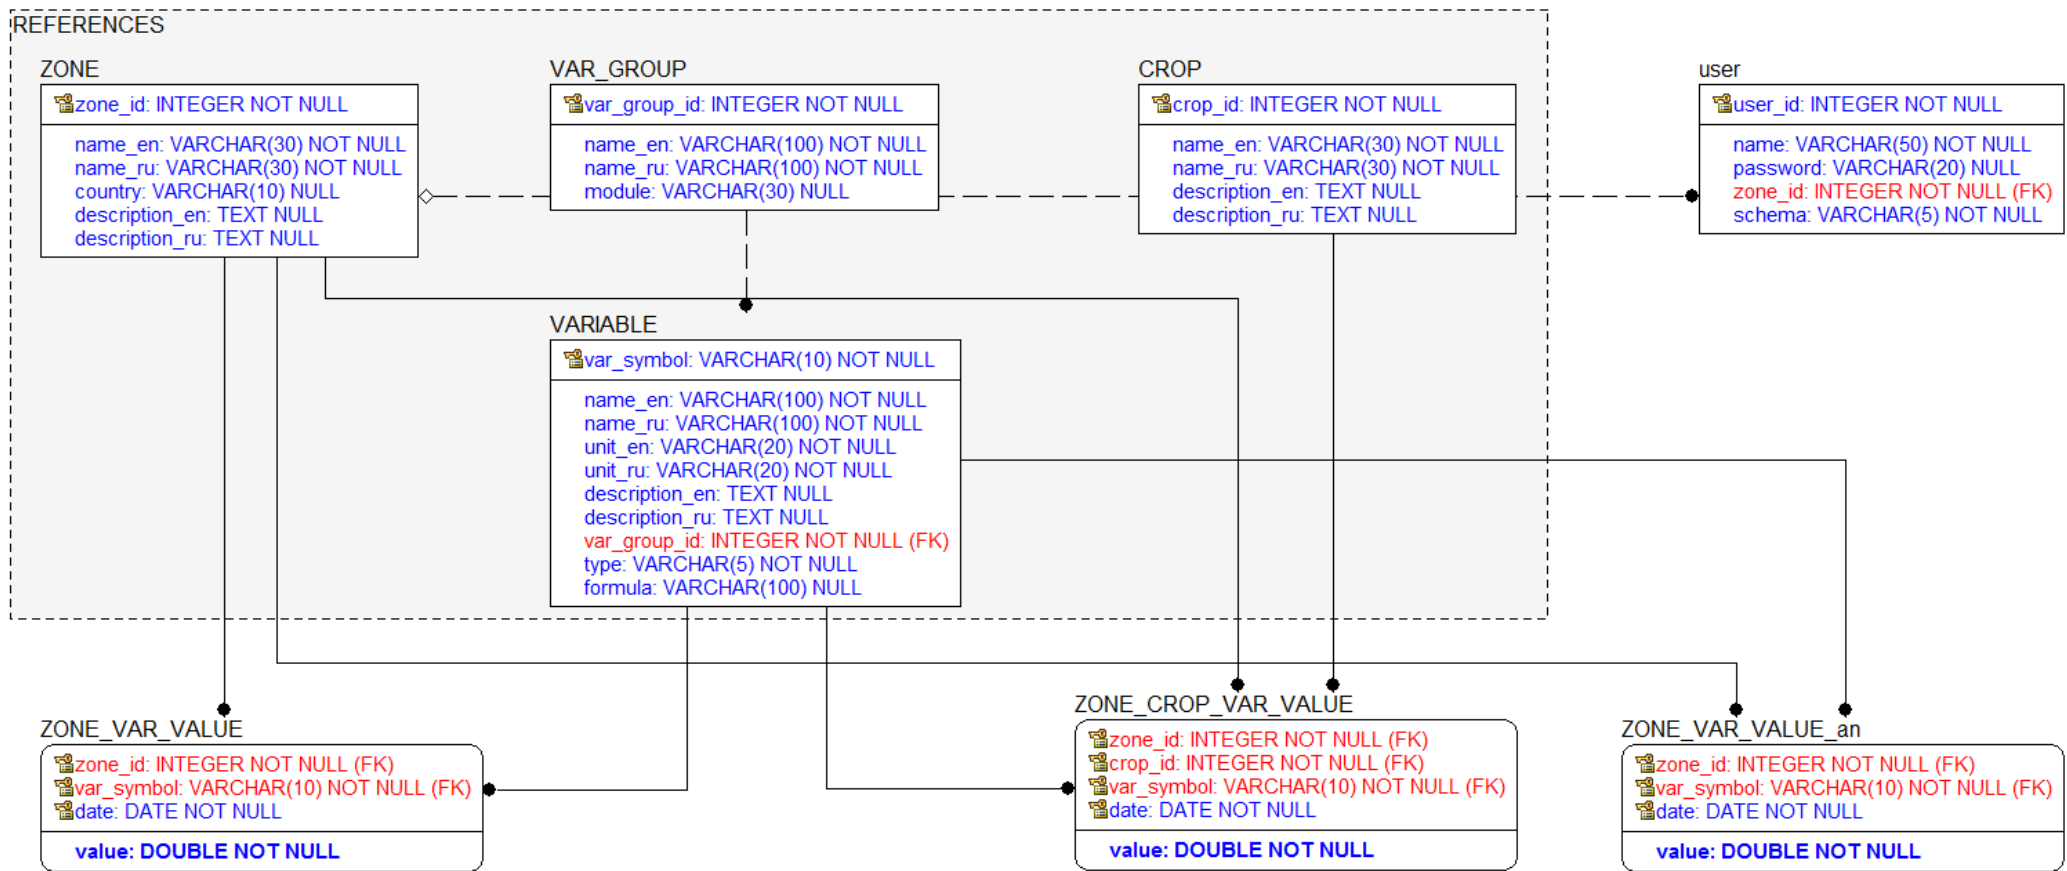 REFERENCES
ZONE
zone_id: INTEGER NOT NULL
name_en: VARCHAR(30) NOT NULL
name_ru: VARCHAR(30) NOT NULL
country: VARCHAR(10) NULL
description_en: TEXT NULL
description_ru: TEXT NULL
VAR_GROUP
var_group_id: INTEGER NOT NULL
name_en: VARCHAR(100) NOT NULL
name_ru: VARCHAR(100) NOT NULL
module: VARCHAR(30) NULL
CROP
crop_id: INTEGER NOT NULL
name_en: VARCHAR(30) NOT NULL
name_ru: VARCHAR(30) NOT NULL
description_en: TEXT NULL
description_ru: TEXT NULL
user
user_id: INTEGER NOT NULL
name: VARCHAR(50) NOT NULL
password: VARCHAR(20) NULL
zone_id: INTEGER NOT NULL (FK)
schema: VARCHAR(5) NOT NULL
VARIABLE
var_symbol: VARCHAR(10) NOT NULL
name_en: VARCHAR(100) NOT NULL
name_ru: VARCHAR(100) NOT NULL
unit_en: VARCHAR(20) NOT NULL
unit_ru: VARCHAR(20) NOT NULL
description_en: TEXT NULL
description_ru: TEXT NULL
var_group_id: INTEGER NOT NULL (FK)
type: VARCHAR(5) NOT NULL
formula: VARCHAR(100) NULL
ZONE_VAR_VALUE
zone_id: INTEGER NOT NULL (FK)
var_symbol: VARCHAR(10) NOT NULL (FK)
date: DATE NOT NULL
value: DOUBLE NOT NULL
ZONE_CROP_VAR_VALUE
zone_id: INTEGER NOT NULL (FK)
crop_id: INTEGER NOT NULL (FK)
var_symbol: VARCHAR(10) NOT NULL (FK)
date: DATE NOT NULL
value: DOUBLE NOT NULL
ZONE_VAR_VALUE_an
zone_id: INTEGER NOT NULL (FK)
var_symbol: VARCHAR(10) NOT NULL (FK)
date: DATE NOT NULL
value: DOUBLE NOT NULL